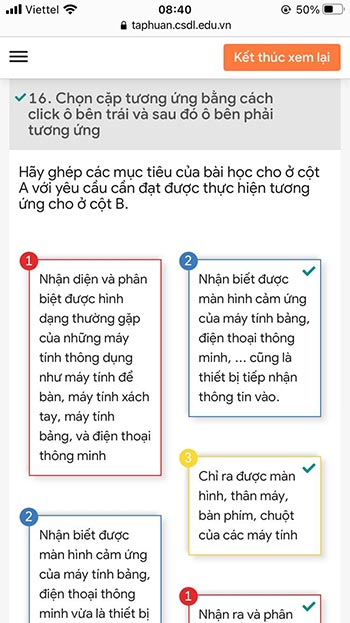 Viettel 08:40 50%
taphuan.csdl.edu.vn
Kết thúc xem lại
16. Chọn cặp tương ứng bằng cách
click ô bên trái và sau đó ô bên phải
tương ứng
Hãy ghép các mục tiêu của bài học cho ở cột
A với yêu cầu cần đạt được thực hiện tương
ứng cho ở cột B.
1
Nhận diện và phân
biệt được hình
dạng thường gặp
của những máy
tính thông dụng
như máy tính để
bàn, máy tính xách
tay, máy tính
bảng, và điện thoại
thông minh
2
Nhận biết được
màn hình cảm ứng
của máy tính bảng,
điện thoại thông
minh vừa là thiết bị
2
Nhận biết được
màn hình cảm ứng
của máy tính bảng,
điện thoại thông
minh, ... cũng là
thiết bị tiếp nhận
thông tin vào.
3
Chỉ ra được màn
hình, thân máy,
bàn phím, chuột
của các máy tính
1
Nhận ra và phân